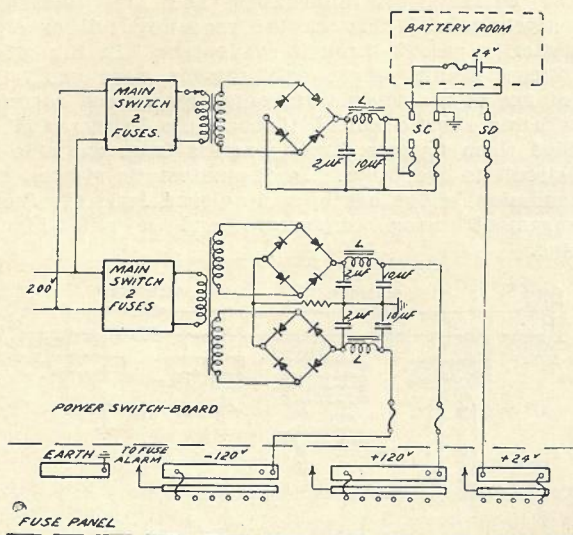 BATTERY ROOM
24V
MAIN
SWITCH
2
FUSES.
L
2μF
10μF
SC
SD
200V
MAIN
SWITCH
2
FUSES
L
2μF
10μF
2μF
10μF
L
POWER SWITCH-BOARD
EARTH
TO FUSE
ALARM
-120V
+120V
+24V
FUSE PANEL